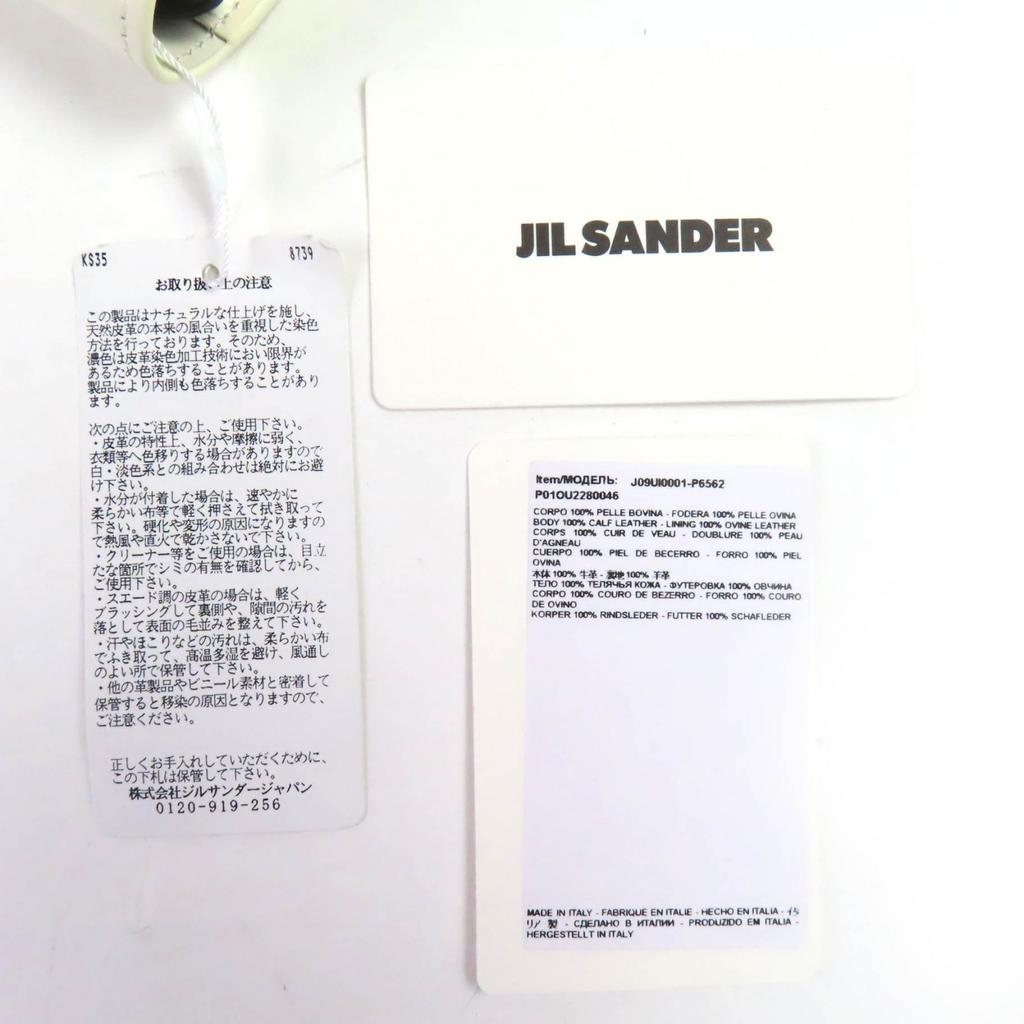 KS35 8739
お取り扱い上の注意
この製品はナチュラルな仕上げを施し、
天然皮革の本来の風合いを重視した染色
方法を行っております。そのため、
濃色は皮革染色加工技術におい限界が
あるため色落ちすることがあります。
製品により内側も色落ちすることがあり
ます。
次の点にご注意の上、ご使用下さい。
・皮革の特性上、水分や摩擦に弱く、
衣類等へ色移りする場合がありますので
白・淡色系との組み合わせは絶対にお避
け下さい。
・水分が付着した場合は、速やかに
柔らかい布等で軽く押さえて拭き取って
下さい。硬化や変形の原因になりますの
で熱風や直火で乾かさないで下さい。
・クリーナー等をご使用の場合は、目立
たな箇所でシミの有無を確認してから、
ご使用下さい。
・スエード調の皮革の場合は、軽く
ブラッシングして裏側や、隙間の汚れを
落として表面の毛並みを整えて下さい。
・汗やほこりなどの汚れは、柔らかい布
でふき取って、高温多湿を避け、風通し
のよい所で保管して下さい。
・他の革製品やビニール素材と密着して
保管すると移染の原因となりますので、
ご注意ください。
正しくお手入れしていただくために、
この下札は保管して下さい。
株式会社ジルサンダージャパン
0120-919-256
JIL SANDER
Item/МОДЕЛЬ: J09UI0001-P6562
P01OU2280046
CORPO 100% PELLE BOVINA - FODERA 100% PELLE OVINA
BODY 100% CALF LEATHER - LINING 100% OVINE LEATHER
CORPS 100% CUIR DE VEAU - DOUBLURE 100% PEAU
D'AGNEAU
CUERPO 100% PIEL DE BECERRO - FORRO 100% PIEL
OVINA
本体 100% 牛革 - 裏地 100% 羊革
ТЕЛО 100% ТЕЛЯЧЬЯ КОЖА - ФУТЕРОВКА 100% ОВЧИНА
CORPO 100% COURO DE BEZERRO - FORRO 100% COURO
DE OVINO
KÖRPER 100% RINDSLEDER - FUTTER 100% SCHAFLEDER
MADE IN ITALY - FABRIQUÉ EN ITALIE - HECHO EN ITALIA - イタ
リア 製 - СДЕЛАНО В ИТАЛИИ - PRODUZIDO EM ITALIA -
HERGESTELLT IN ITALY